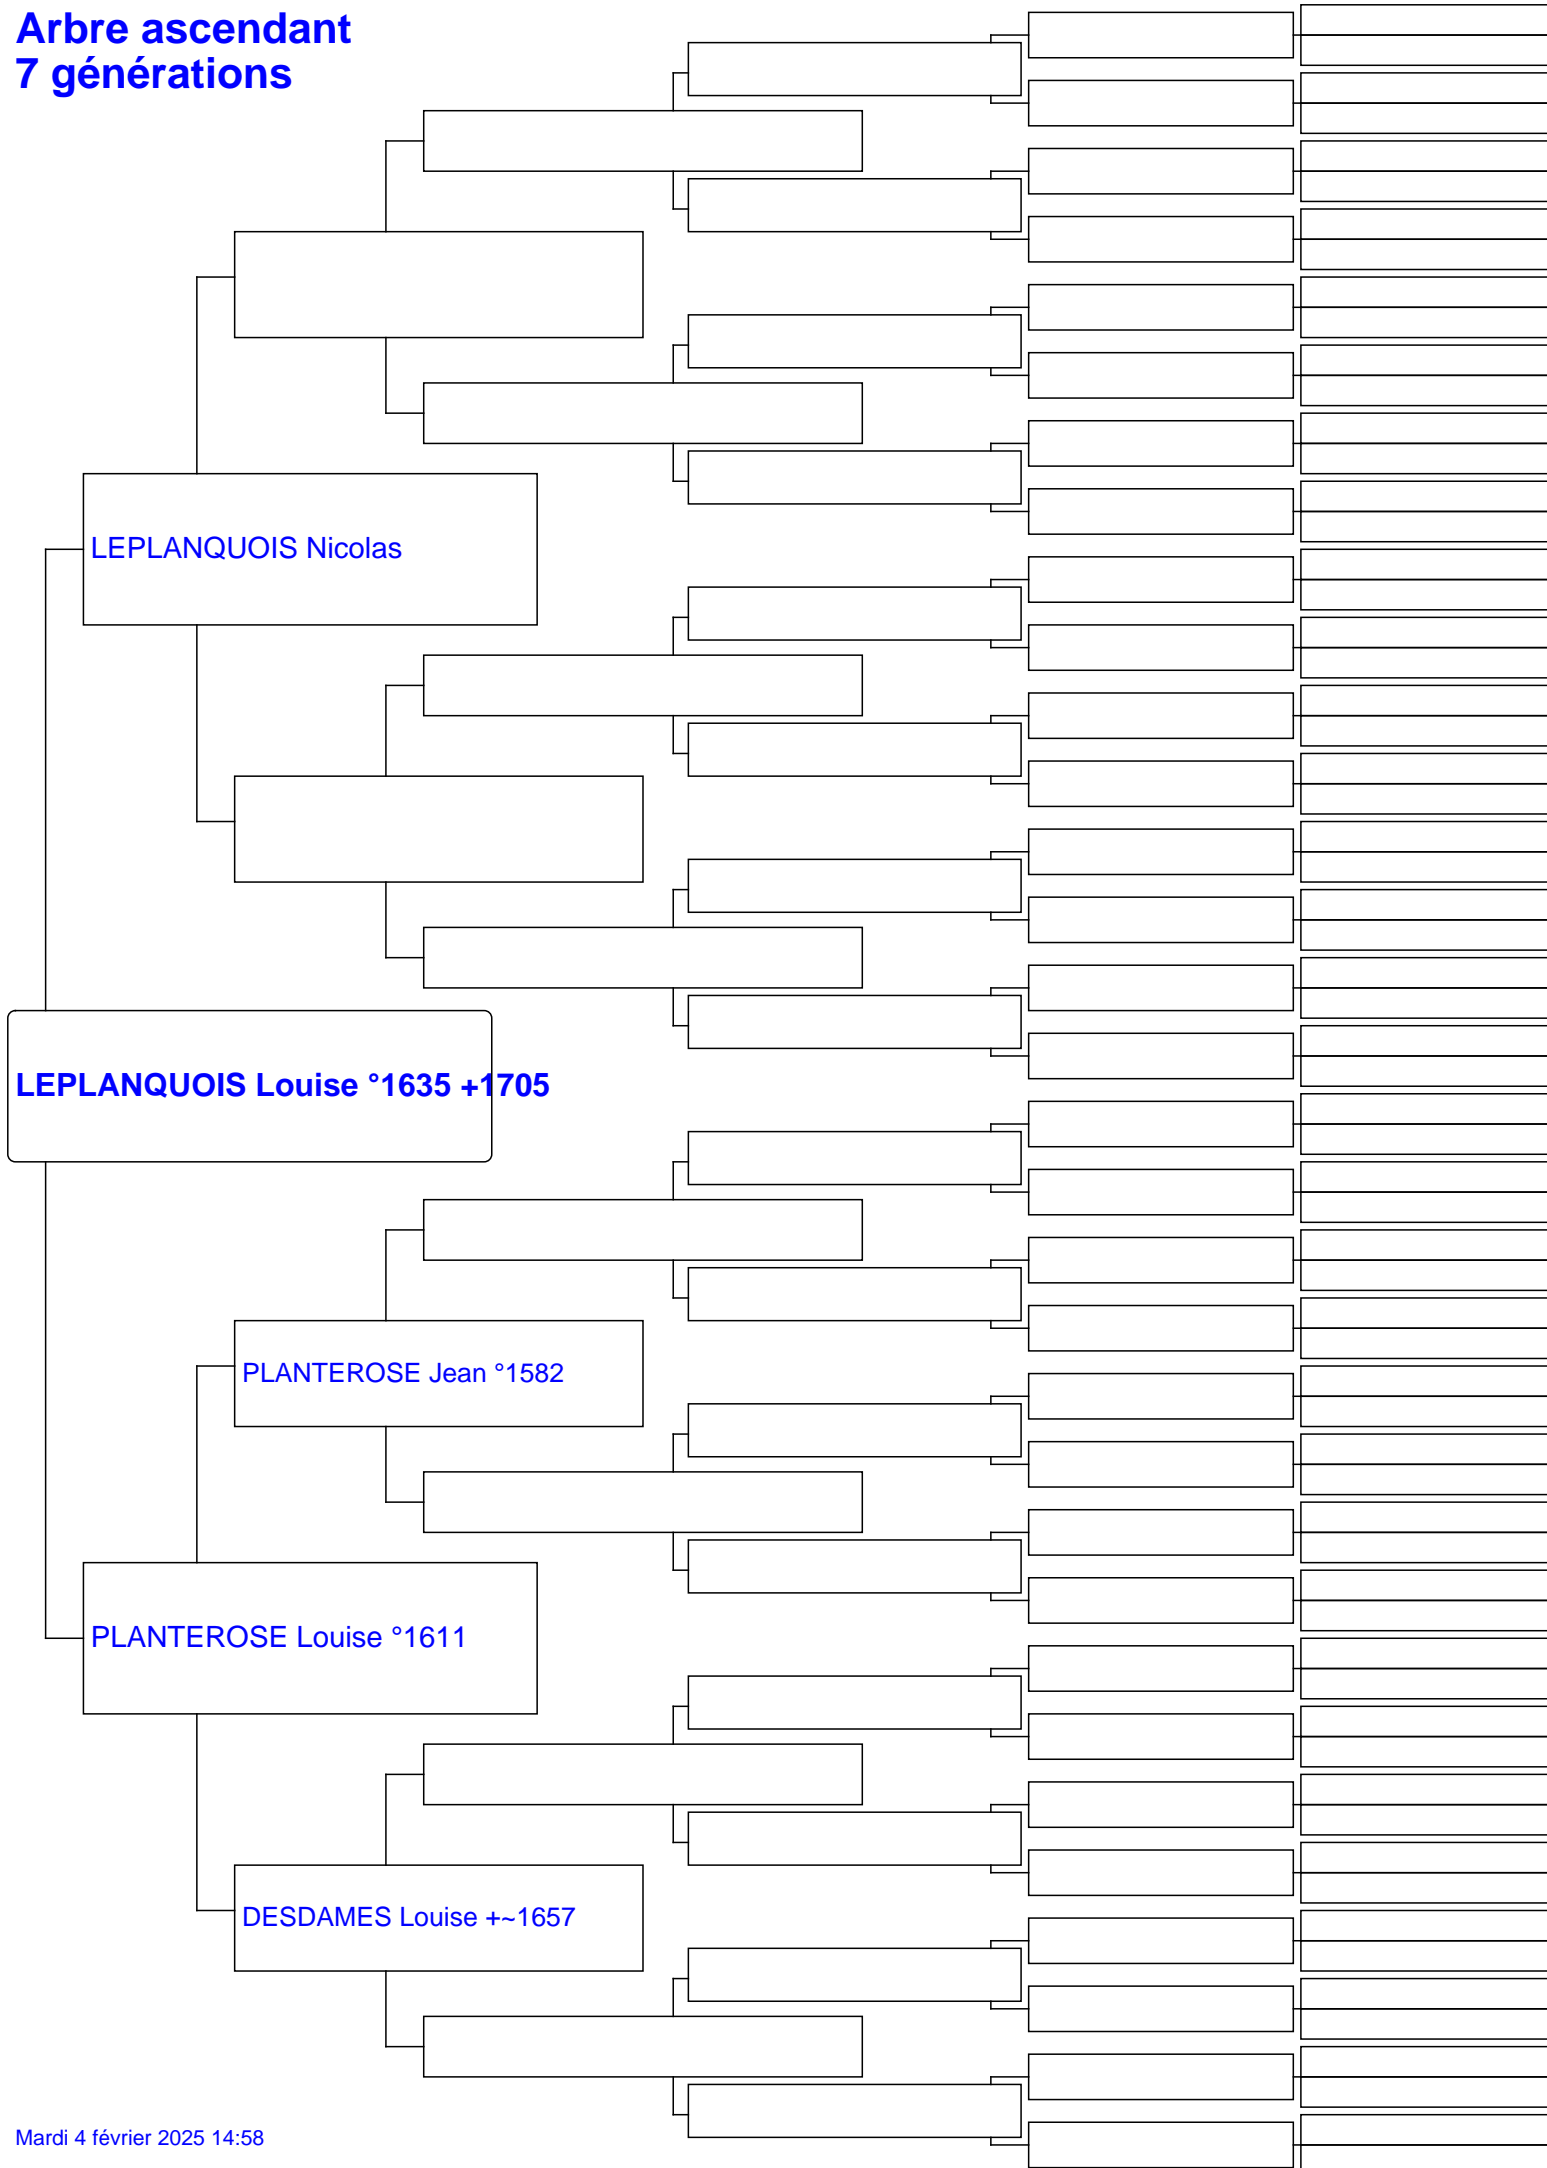 Arbre ascendant
7 générations
LEPLANQUOIS Nicolas
LEPLANQUOIS Louise °1635 +1705
PLANTEROSE Jean °1582
PLANTEROSE Louise °1611
DESDAMES Louise +~1657
Mardi 4 février 2025 14:58